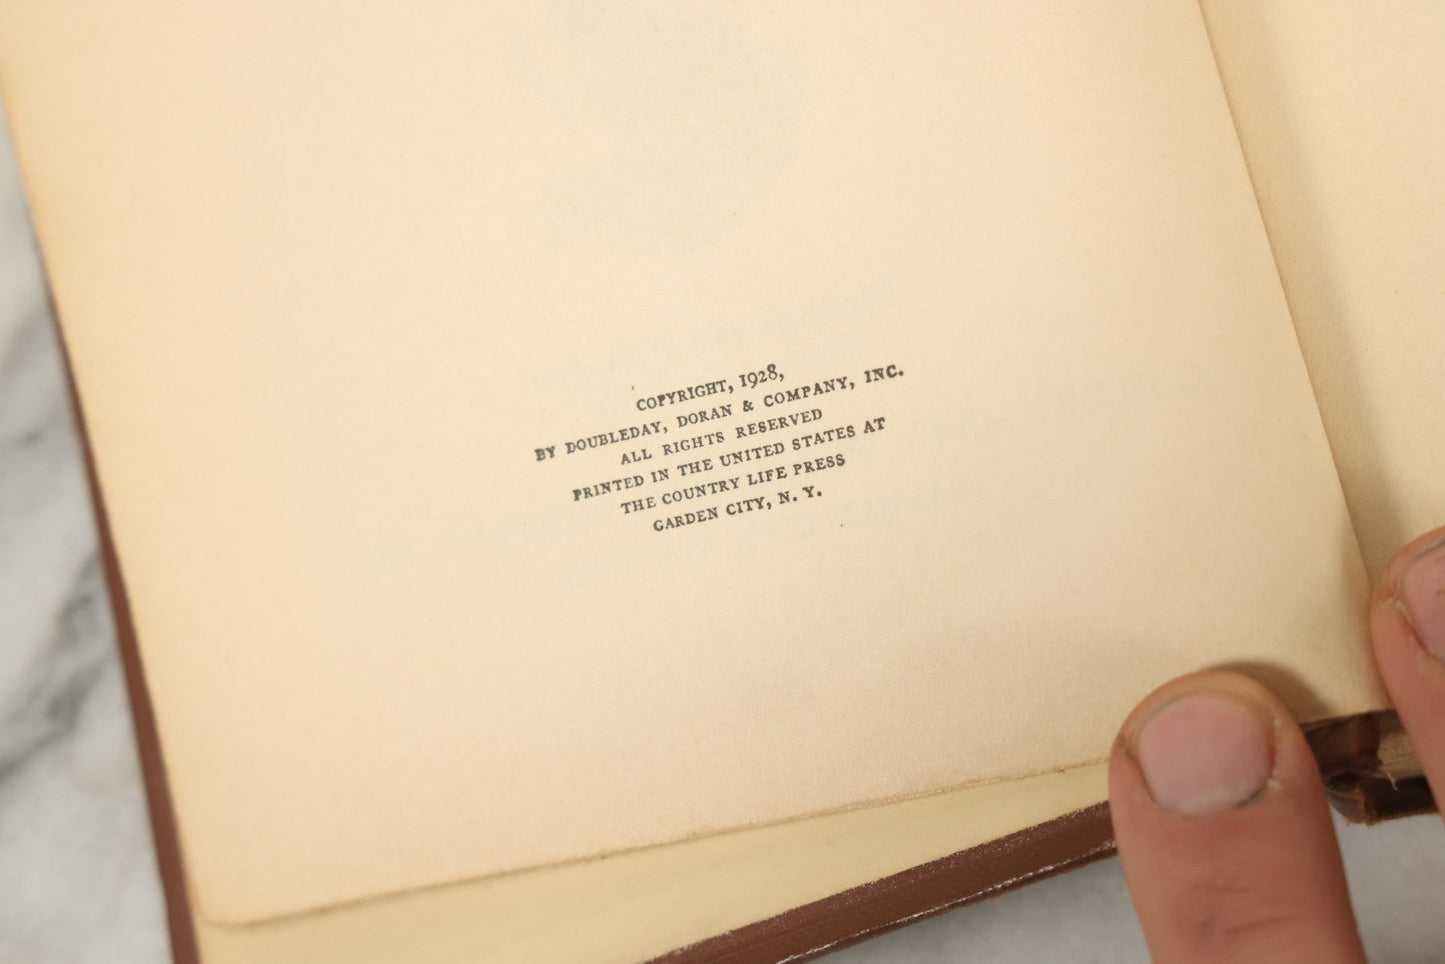 COPYRIGHT, 1928,
BY DOUBLEDAY, DORAN & COMPANY, INC.
ALL RIGHTS RESERVED
PRINTED IN THE UNITED STATES AT
THE COUNTRY LIFE PRESS
GARDEN CITY, N. Y.